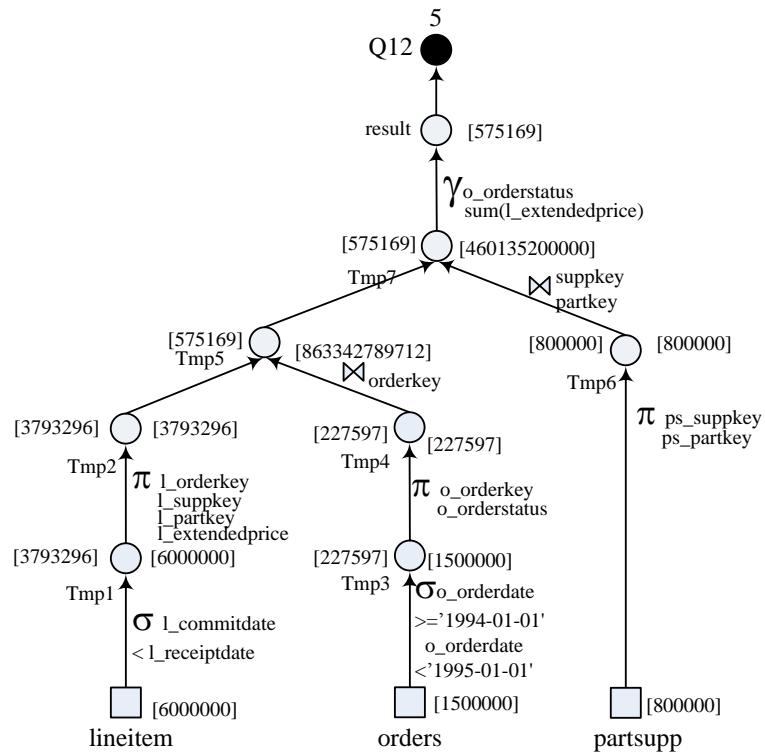 5
Q12
result [575169]
γ o_orderstatus
sum(l_extendedprice)
[575169] [460135200000]
Tmp7
⋈ suppkey
partkey
[575169] [863342789712]
Tmp5
⋈ orderkey
[800000] [800000]
Tmp6
π ps_suppkey
ps_partkey
[3793296] [3793296]
Tmp2
[227597] [227597]
Tmp4
π l_orderkey
l_suppkey
l_partkey
l_extendedprice
π o_orderkey
o_orderstatus
[3793296] [6000000]
Tmp1
[227597] [1500000]
Tmp3
σ l_commitdate
< l_receiptdate
σ o_orderdate
>='1994-01-01'
o_orderdate
<'1995-01-01'
[6000000]
[1500000]
[800000]
lineitem
orders
partsupp